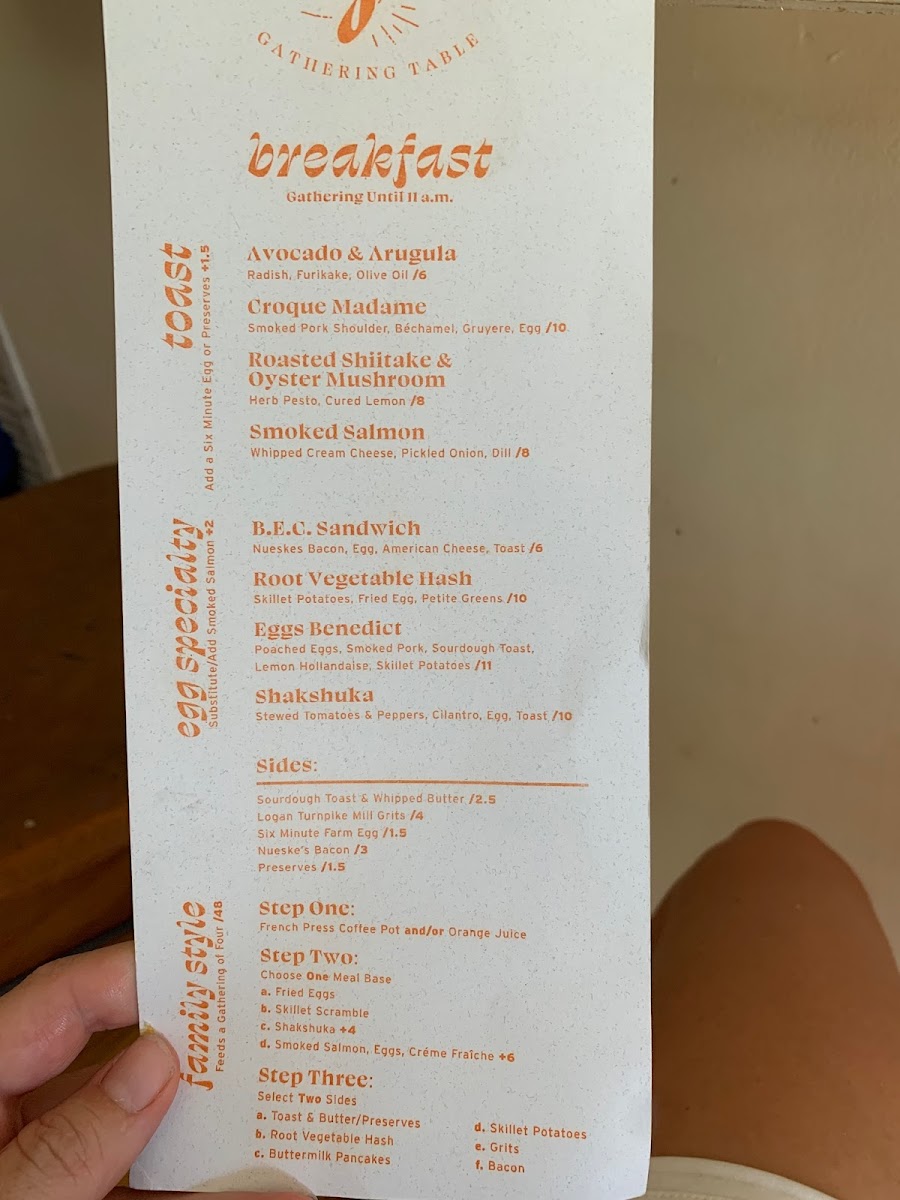 GATHERING TABLE
breakfast
Gathering Until 11 a.m.
toast
Add a Six Minute Egg or Preserves +1.5
Avocado & Arugula
Radish, Furikake, Olive Oil /6
Croque Madame
Smoked Pork Shoulder, Béchamel, Gruyere, Egg /10
Roasted Shiitake &
Oyster Mushroom
Herb Pesto, Cured Lemon /8
Smoked Salmon
Whipped Cream Cheese, Pickled Onion, Dill /8
egg specialty
Substitute/Add Smoked Salmon +2
B.E.C. Sandwich
Nueskes Bacon, Egg, American Cheese, Toast /6
Root Vegetable Hash
Skillet Potatoes, Fried Egg, Petite Greens /10
Eggs Benedict
Poached Eggs, Smoked Pork, Sourdough Toast,
Lemon Hollandaise, Skillet Potatoes /11
Shakshuka
Stewed Tomatoes & Peppers, Cilantro, Egg, Toast /10
Sides:
Sourdough Toast & Whipped Butter /2.5
Logan Turnpike Mill Grits /4
Six Minute Farm Egg /1.5
Nueske's Bacon /3
Preserves /1.5
family style
Feeds a Gathering of Four /48
Step One:
French Press Coffee Pot and/or Orange Juice
Step Two:
Choose One Meal Base
a. Fried Eggs
b. Skillet Scramble
c. Shakshuka +4
d. Smoked Salmon, Eggs, Créme Fraîche +6
Step Three:
Select Two Sides
a. Toast & Butter/Preserves
b. Root Vegetable Hash
c. Buttermilk Pancakes
d. Skillet Potatoes
e. Grits
f. Bacon